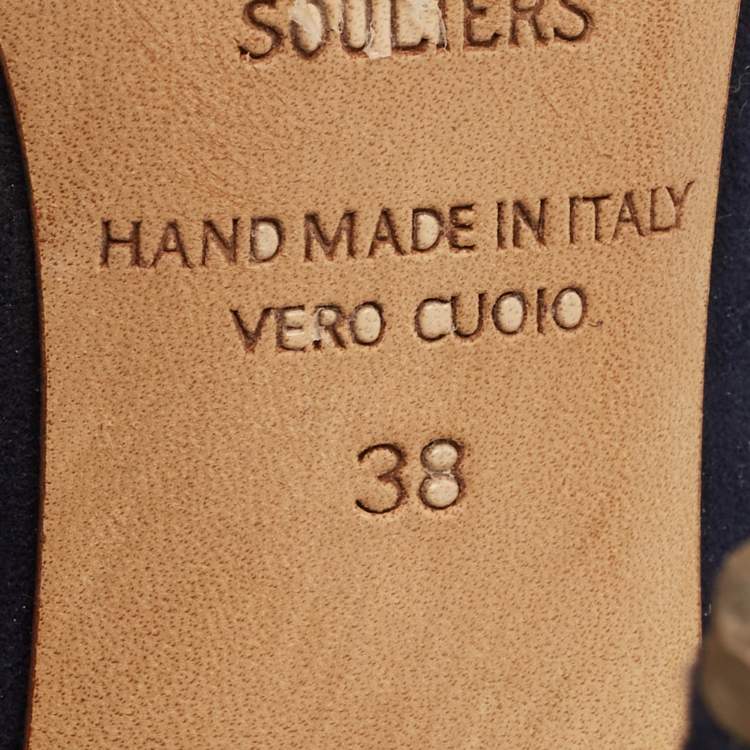 SOULIERS
HAND MADE IN ITALY
VERO CUOIO
38